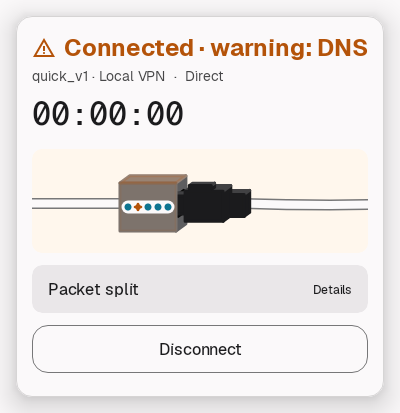 Connected · warning: DNS
quick_v1 · Local VPN · Direct
00:00:00
Packet split Details
Disconnect